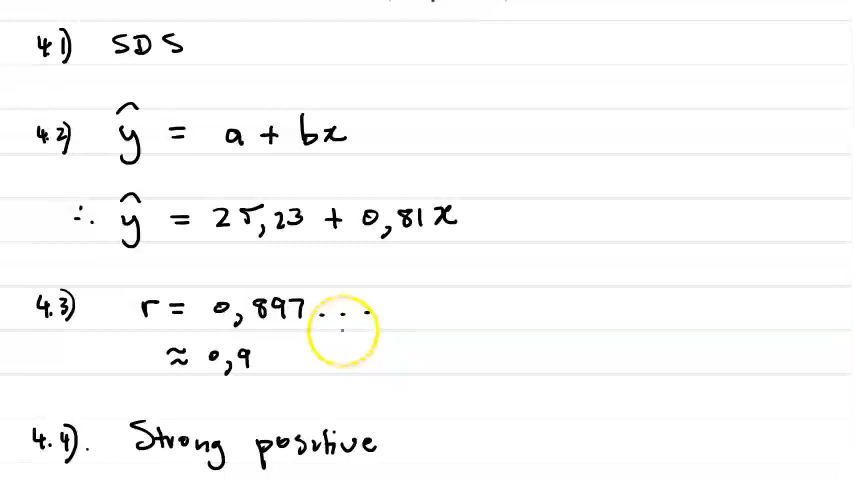 4.1) SDS
4.2) ŷ = a + bx
∴ ŷ = 25,23 + 0,81x
4.3) r = 0,897...
≈ 0,9
4.4). Strong positive